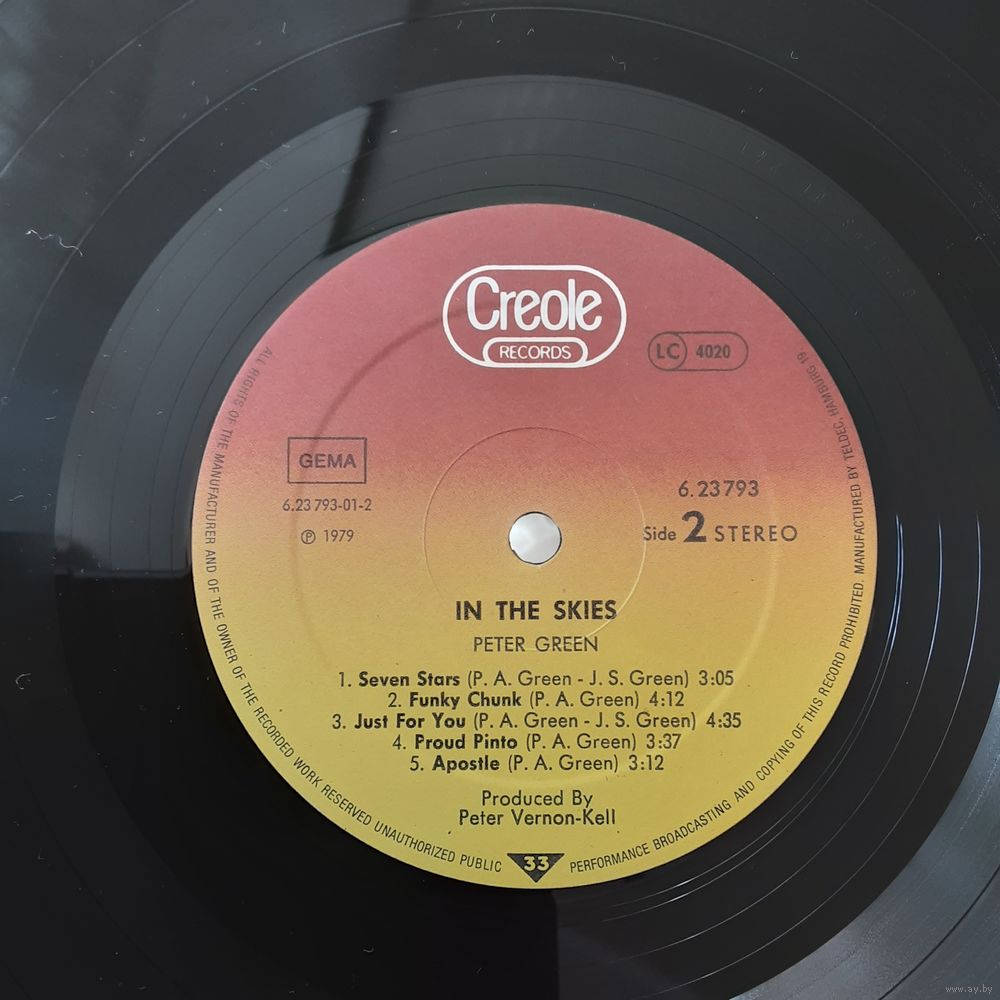 Creole
RECORDS
LC 4020
GEMA
6.23 793-01-2
℗ 1979
6.23793
Side 2 STEREO
IN THE SKIES
PETER GREEN
1. Seven Stars (P. A. Green - J. S. Green) 3:05
2. Funky Chunk (P. A. Green) 4:12
3. Just For You (P. A. Green - J. S. Green) 4:35
4. Proud Pinto (P. A. Green) 3:37
5. Apostle (P. A. Green) 3:12
Produced By
Peter Vernon-Kell
33
ALL RIGHTS OF THE MANUFACTURER AND OF THE OWNER OF THE RECORDED WORK RESERVED UNAUTHORIZED PUBLIC PERFORMANCE BROADCASTING AND COPYING OF THIS RECORD PROHIBITED. MANUFACTURED BY TELDEC, HAMBURG 19
www.ay.by